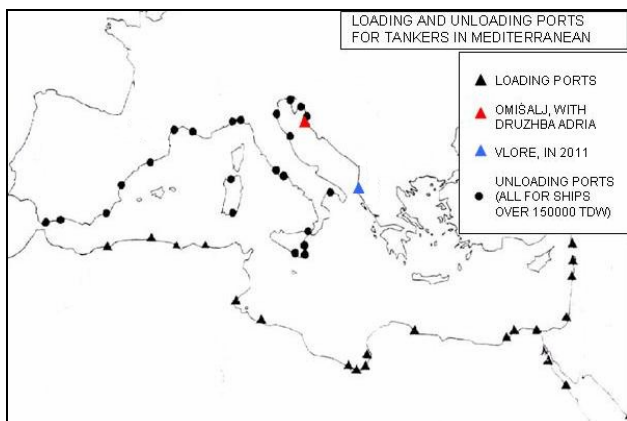 LOADING AND UNLOADING PORTS
FOR TANKERS IN MEDITERRANEAN
LOADING PORTS
OMIŠALJ, WITH
DRUZHBA ADRIA
VLORE, IN 2011
UNLOADING PORTS
(ALL FOR SHIPS
OVER 150000 TDW)